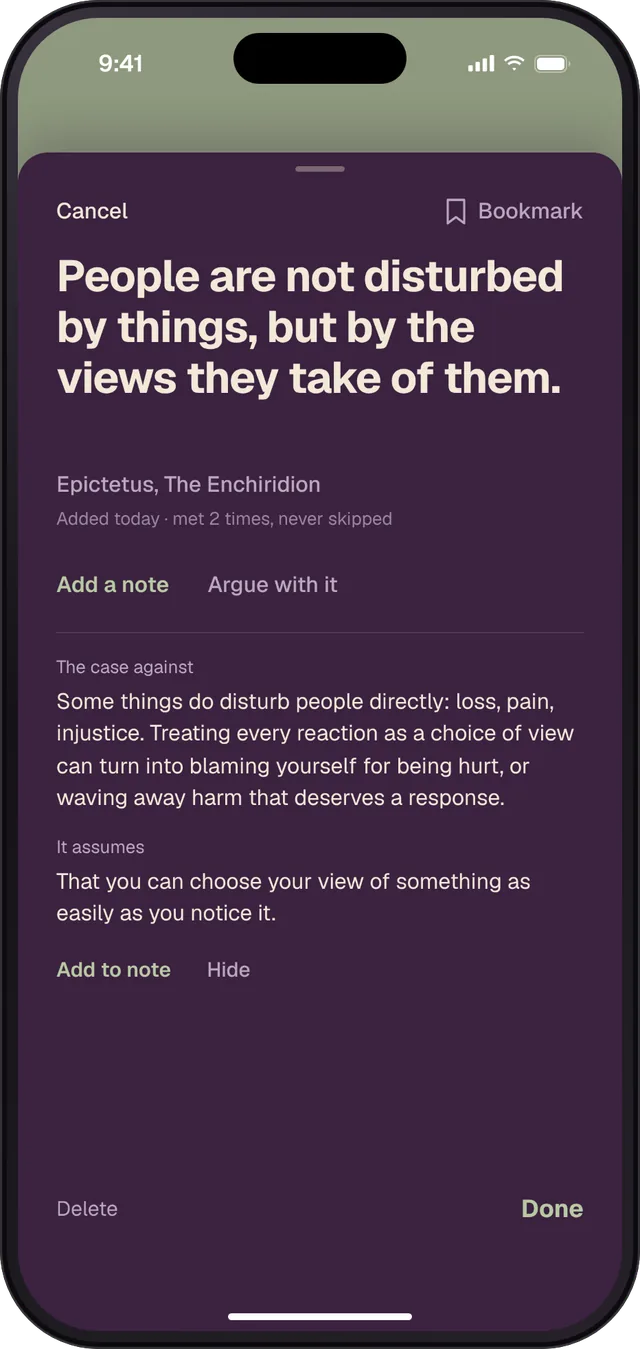 9:41
Cancel
Bookmark
People are not disturbed
by things, but by the
views they take of them.
Epictetus, The Enchiridion
Added today · met 2 times, never skipped
Add a note
Argue with it
The case against
Some things do disturb people directly: loss, pain,
injustice. Treating every reaction as a choice of view
can turn into blaming yourself for being hurt, or
waving away harm that deserves a response.
It assumes
That you can choose your view of something as
easily as you notice it.
Add to note
Hide
Delete
Done